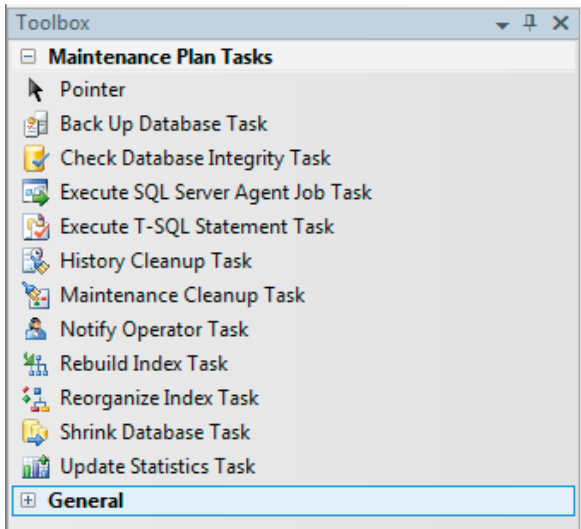 Toolbox
Maintenance Plan Tasks
Pointer
Back Up Database Task
Check Database Integrity Task
Execute SQL Server Agent Job Task
Execute T-SQL Statement Task
History Cleanup Task
Maintenance Cleanup Task
Notify Operator Task
Rebuild Index Task
Reorganize Index Task
Shrink Database Task
Update Statistics Task
General